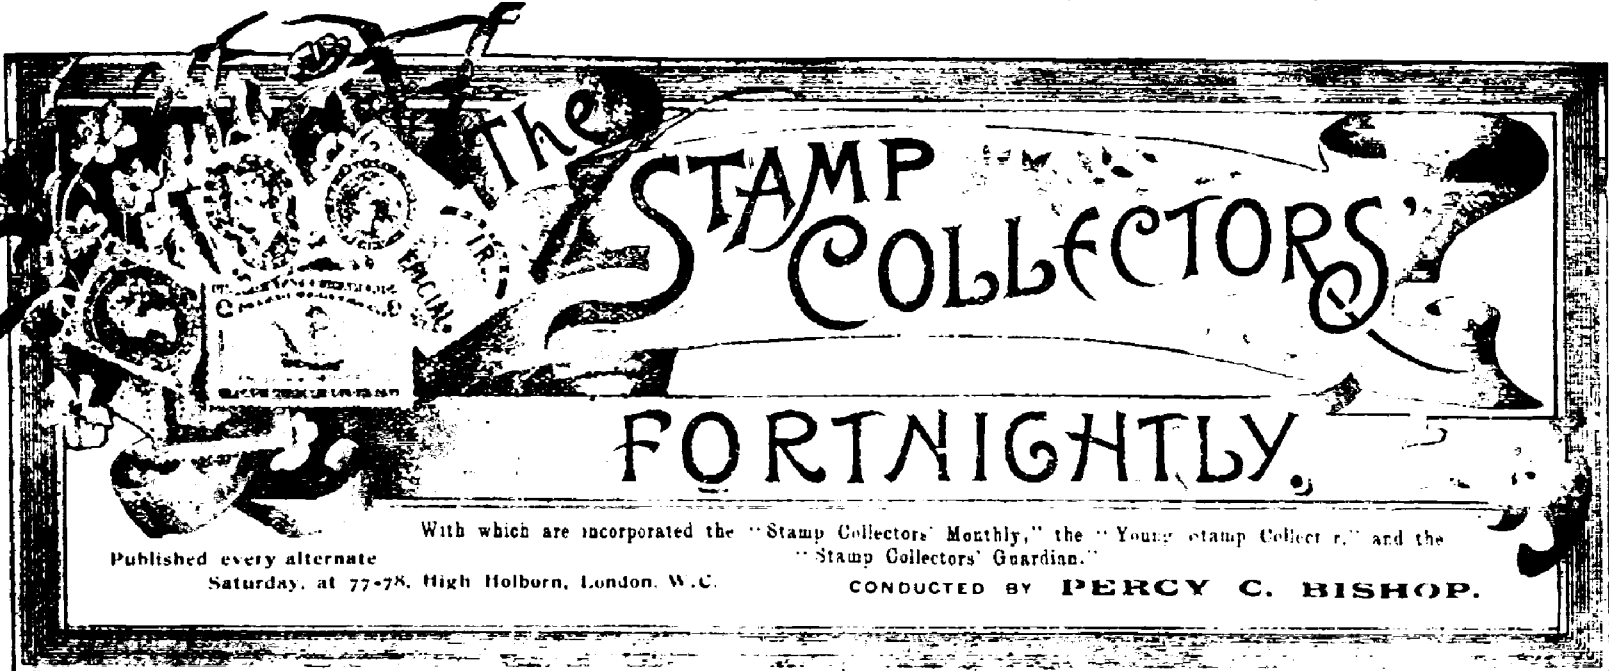 The
STAMP
COLLECTORS'
FORTNIGHTLY.
OFFICIAL
I.R.
With which are incorporated the "Stamp Collectors' Monthly," the "Young Stamp Collector," and the
"Stamp Collectors' Guardian."
Published every alternate
Saturday, at 77-78, High Holborn, London. W.C.
CONDUCTED BY PERCY C. BISHOP.